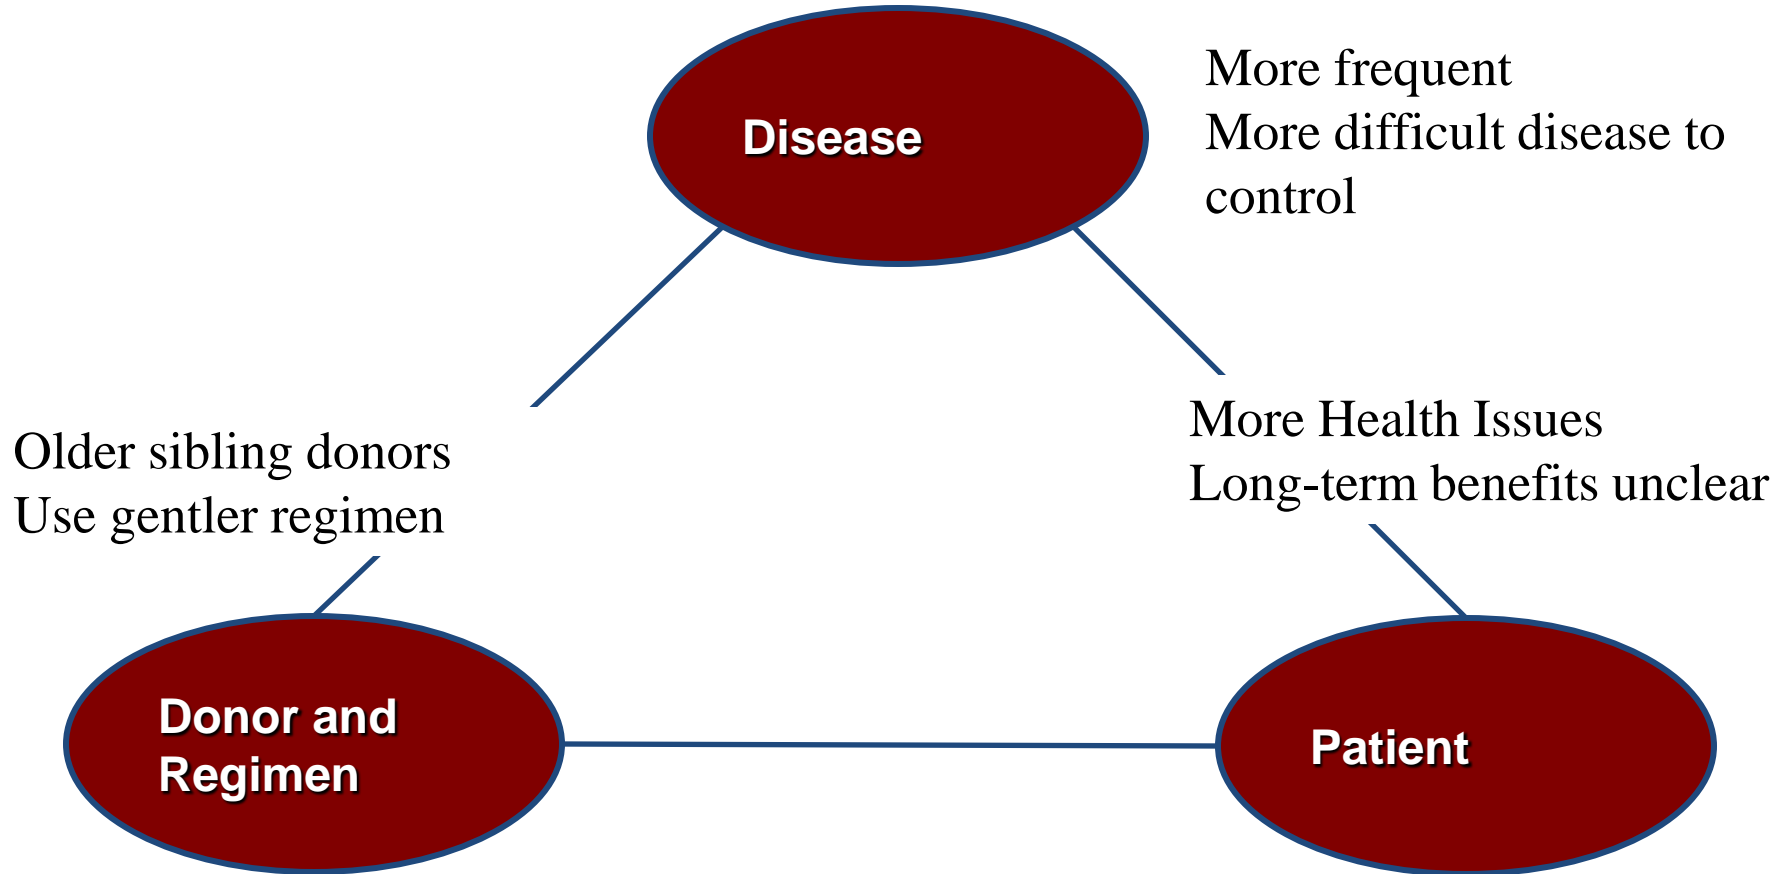 Disease
More frequent
More difficult disease to
control
Older sibling donors
Use gentler regimen
More Health Issues
Long-term benefits unclear
Donor and
Regimen
Patient